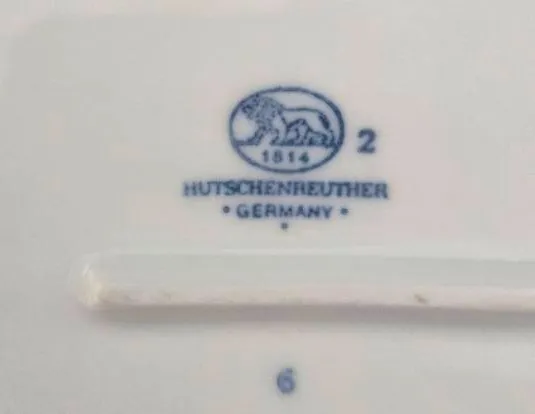 1814 2
HUTSCHENREUTHER
• GERMANY •
•
6